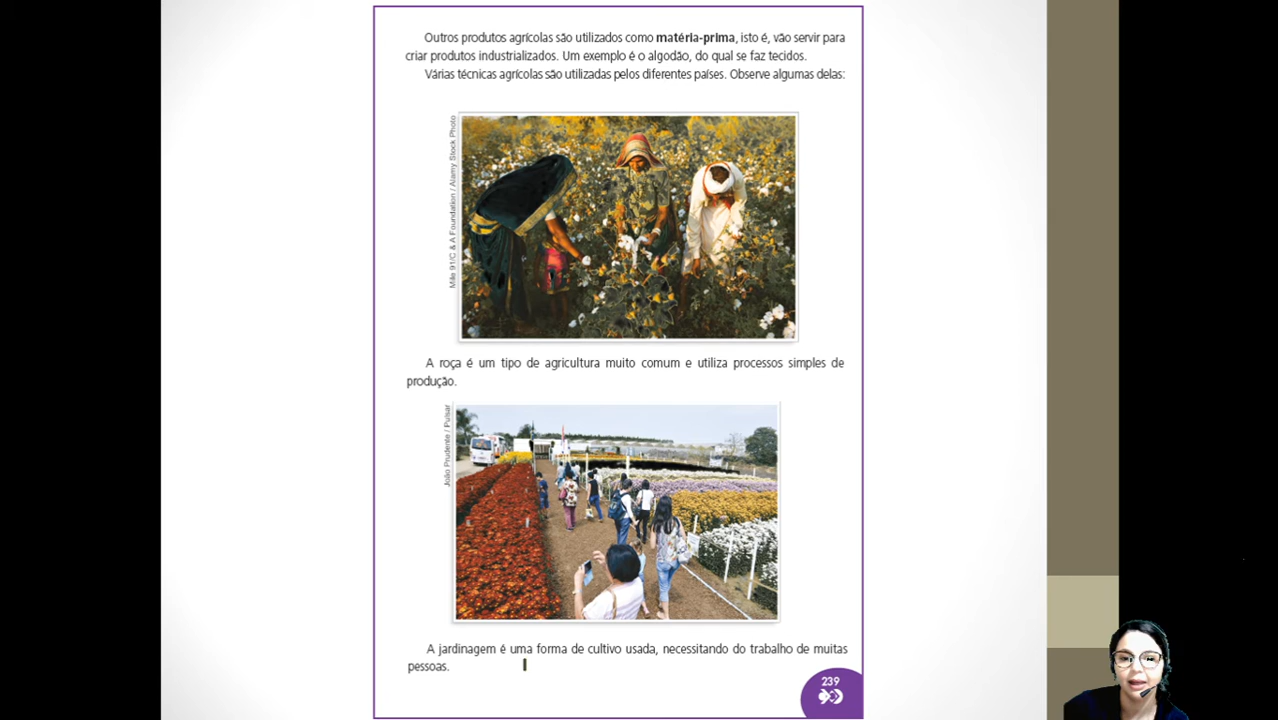 Outros produtos agrícolas são utilizados como matéria-prima, isto é, vão servir para
criar produtos industrializados. Um exemplo é o algodão, do qual se faz tecidos.
Várias técnicas agrícolas são utilizadas pelos diferentes países. Observe algumas delas:
Mile 91/C & A Foundation / Alamy Stock Photo
A roça é um tipo de agricultura muito comum e utiliza processos simples de
produção.
João Prudente / Pulsar
A jardinagem é uma forma de cultivo usada, necessitando do trabalho de muitas
pessoas.
239